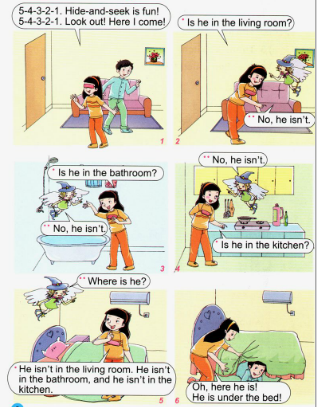 5-4-3-2-1. Hide-and-seek is fun!
5-4-3-2-1. Look out! Here I come!
1
* Is he in the living room?
** No, he isn't.
2
* Is he in the bathroom?
** No, he isn't.
3
** No, he isn't.
* Is he in the kitchen?
4
** Where is he?
* He isn't in the living room. He isn't
in the bathroom, and he isn't in the
kitchen.
5
Oh, here he is!
He is under the bed!
6